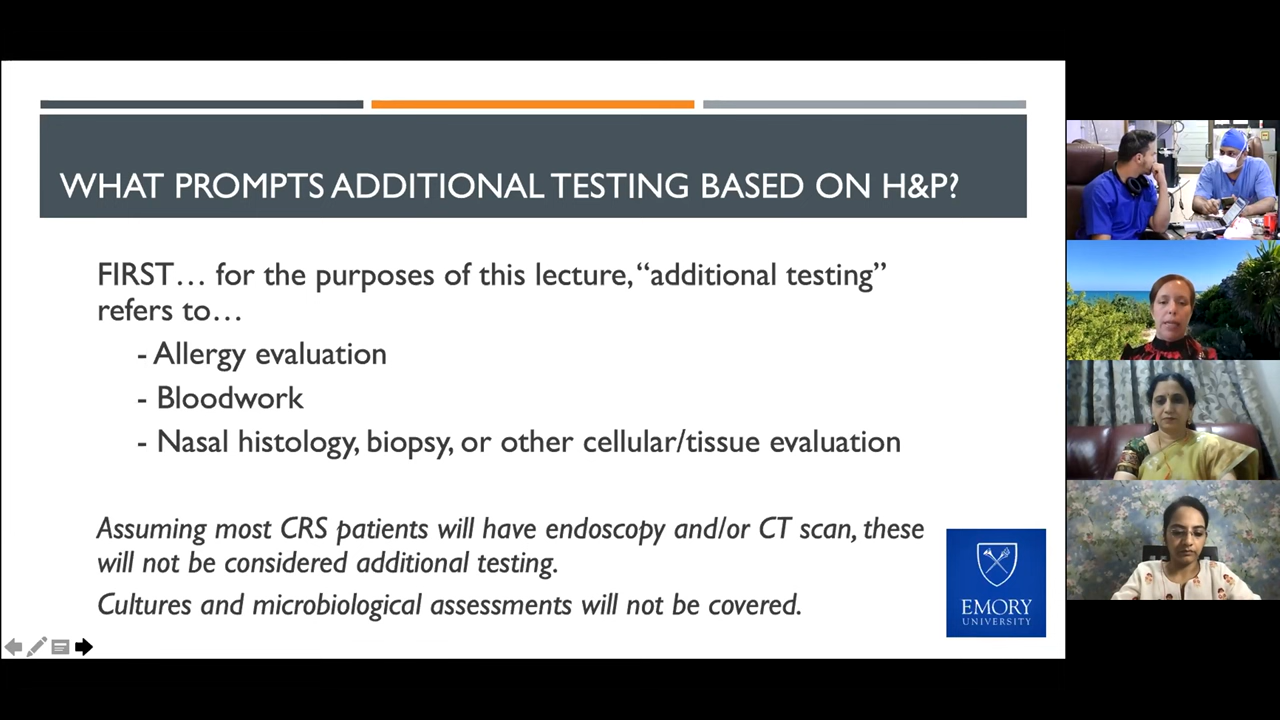 WHAT PROMPTS ADDITIONAL TESTING BASED ON H&P?
FIRST… for the purposes of this lecture, “additional testing”
refers to…
- Allergy evaluation
- Bloodwork
- Nasal histology, biopsy, or other cellular/tissue evaluation
Assuming most CRS patients will have endoscopy and/or CT scan, these
will not be considered additional testing.
Cultures and microbiological assessments will not be covered.
EMORY
UNIVERSITY